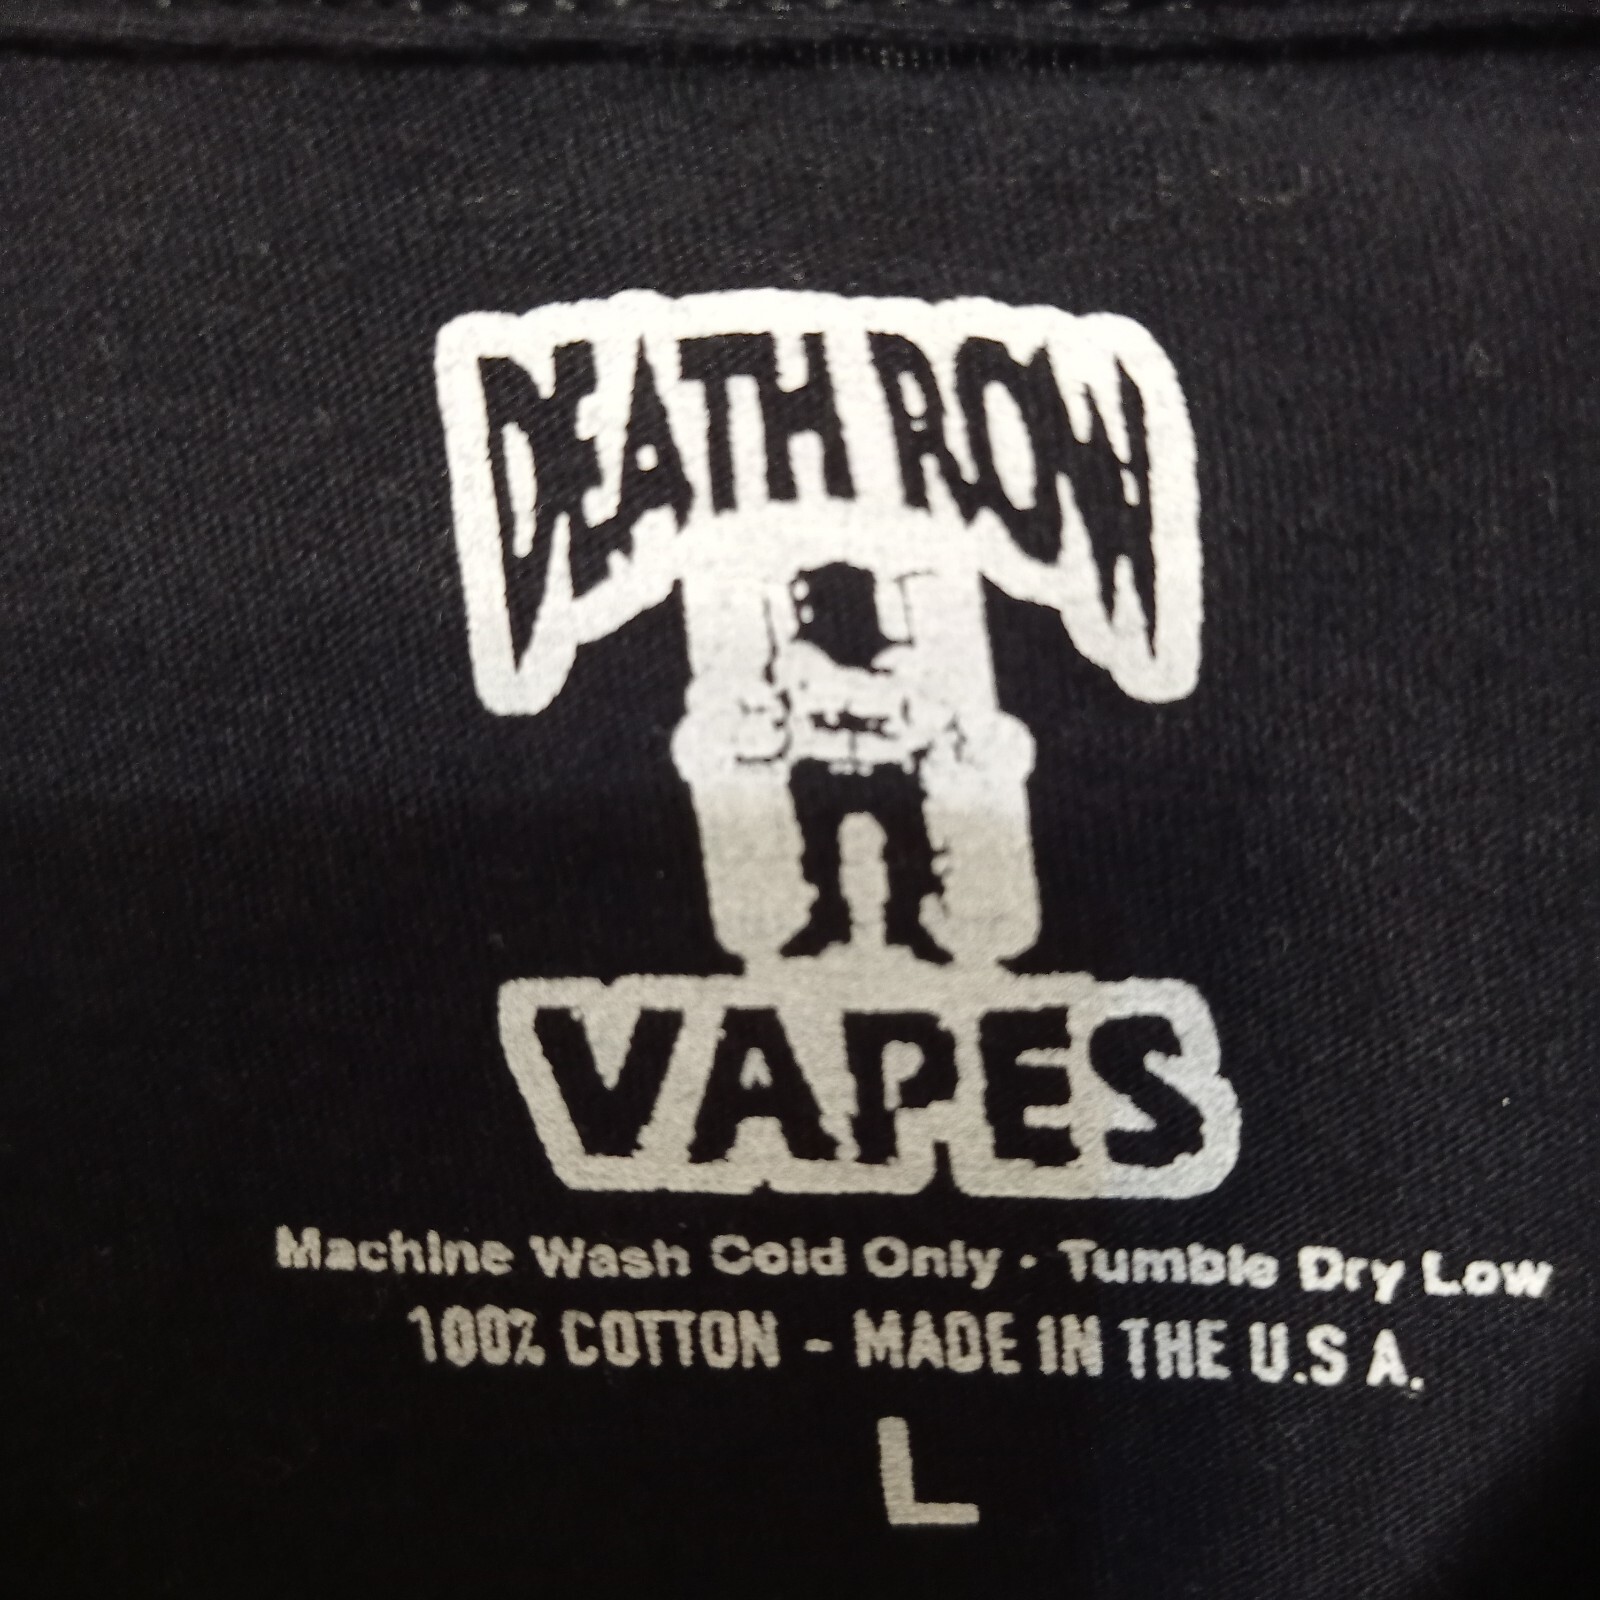 DEATH ROW
VAPES
Machine Wash Cold Only · Tumble Dry Low
100% COTTON - MADE IN THE U.S A.
L